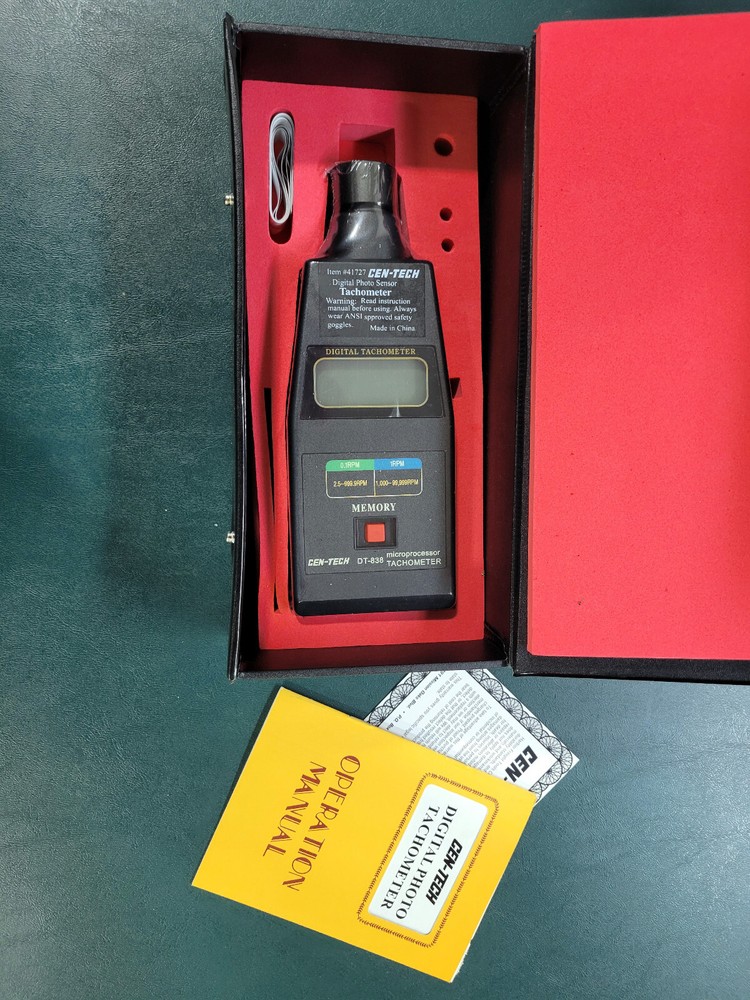 Item #41727 CEN-TECH
Digital Photo Sensor
Tachometer
Warning: Read instruction
manual before using. Always
wear ANSI approved safety
goggles. Made in China
DIGITAL TACHOMETER
0.1RPM 1RPM
2.5~999.9RPM 1,000~99,999RPM
MEMORY
CEN-TECH DT-838 microprocessor
TACHOMETER
OPERATION
MANUAL
CEN-TECH
DIGITAL PHOTO
TACHOMETER
CEN